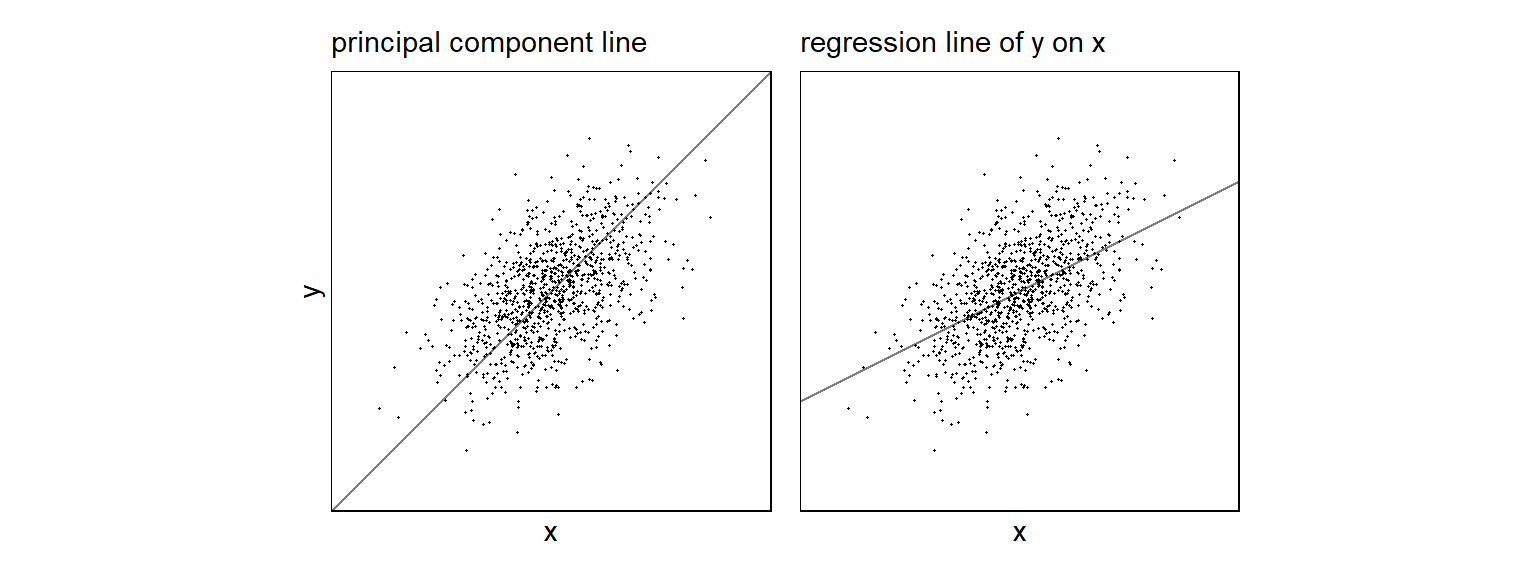 principal component line
regression line of y on x
y
x
x